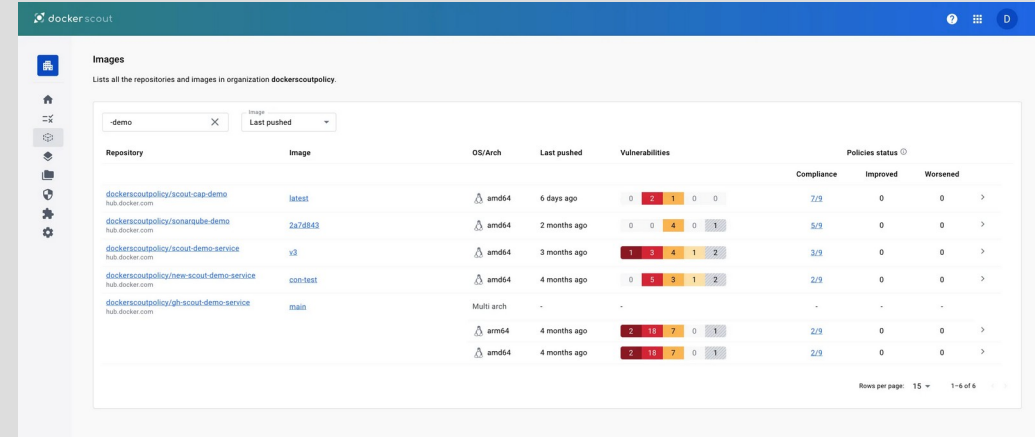 dockerscout
D
Images
Lists all the repositories and images in organization dockerscoutpolicy.
-demo
Image
Last pushed
Repository Image OS/Arch Last pushed Vulnerabilities Policies status
Compliance Improved Worsened
dockerscoutpolicy/scout-cap-demo latest amd64 6 days ago 0 2 1 0 0 7/9 0 0
hub.docker.com
dockerscoutpolicy/sonarqube-demo 2a7d843 amd64 2 months ago 0 0 4 0 1 5/9 0 0
hub.docker.com
dockerscoutpolicy/scout-demo-service v3 amd64 3 months ago 1 3 4 1 2 3/9 0 0
hub.docker.com
dockerscoutpolicy/new-scout-demo-service con-test amd64 4 months ago 0 5 3 1 2 2/9 0 0
hub.docker.com
dockerscoutpolicy/gh-scout-demo-service main Multi arch - - - - -
hub.docker.com
arm64 4 months ago 2 18 7 0 1 2/9 0 0
amd64 4 months ago 2 18 7 0 1 2/9 0 0
Rows per page: 15 1–6 of 6